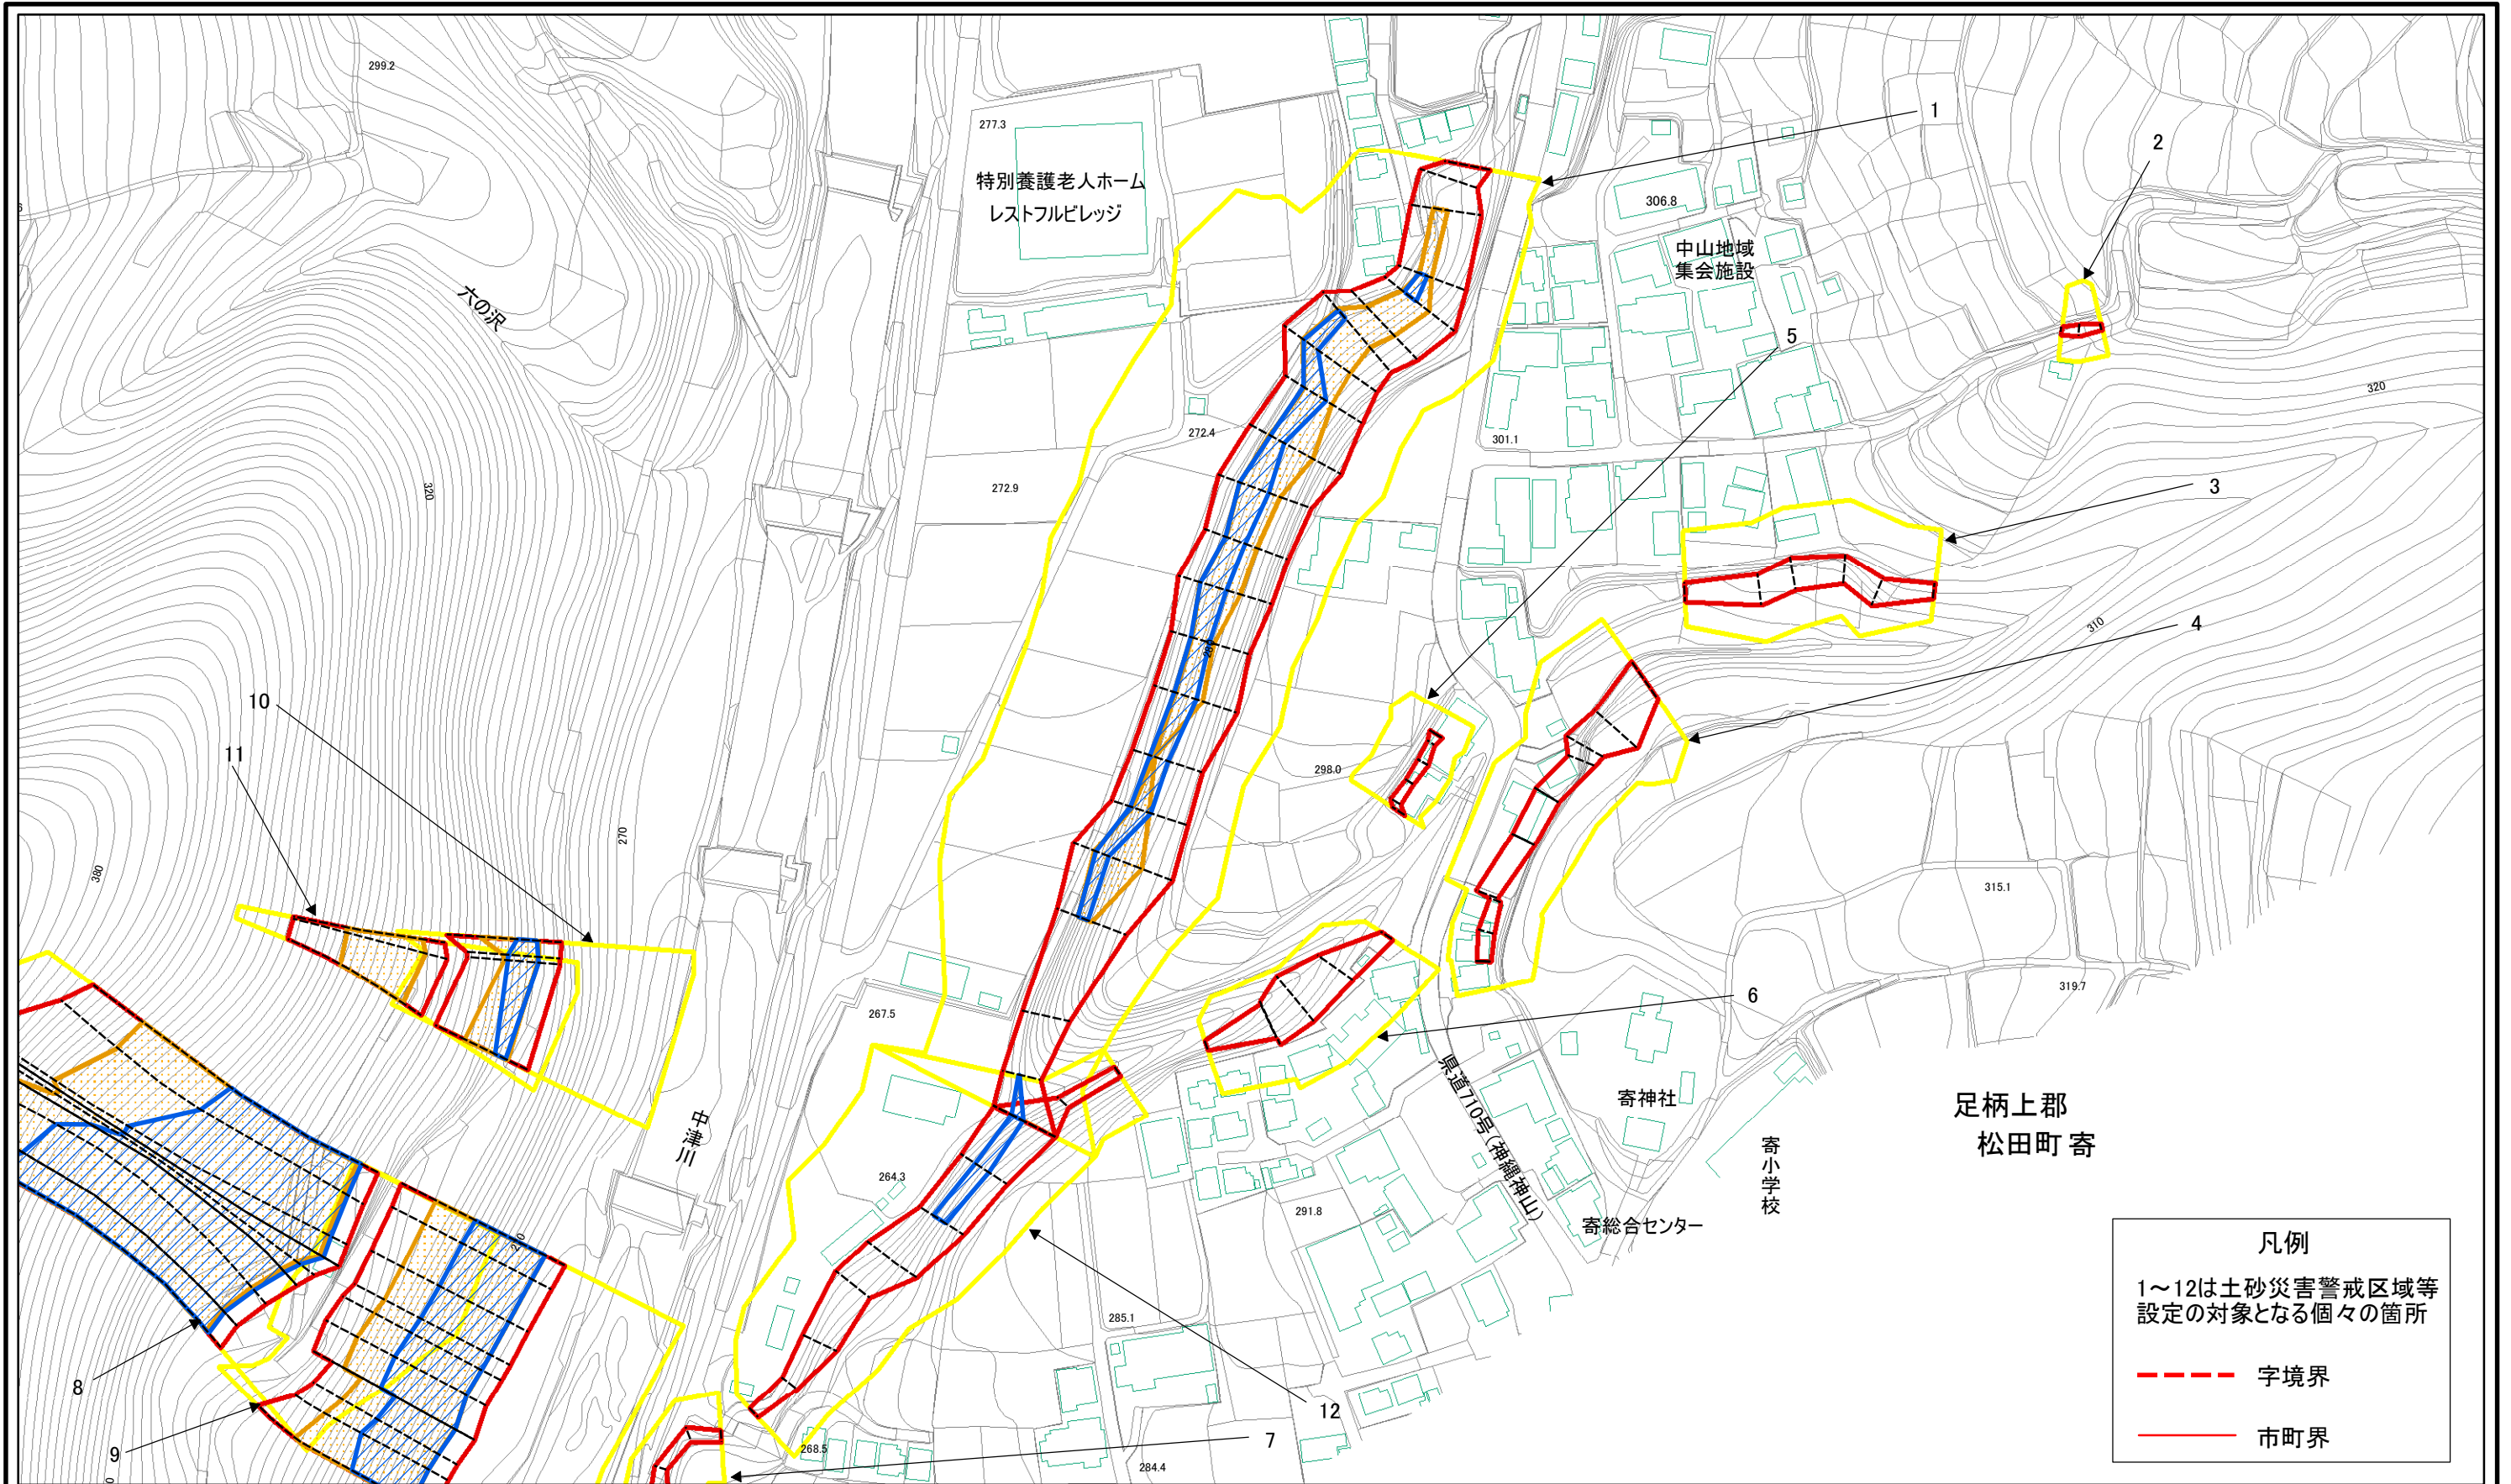 299.2
277.3
特別養護老人ホーム
レストフルビレッジ
1
2
306.8
中山地域
集会施設
六の沢
5
320
272.4
301.1
320
272.9
3
310
4
280
10
11
298.0
270
380
315.1
319.7
6
267.5
県道710号(神縄神山)
寄神社
足柄上郡
松田町 寄
中津川
寄小学校
264.3
291.8
寄総合センター
凡例
1～12は土砂災害警戒区域等
設定の対象となる個々の箇所
字境界
市町界
285.1
8
9
12
7
268.5
284.4